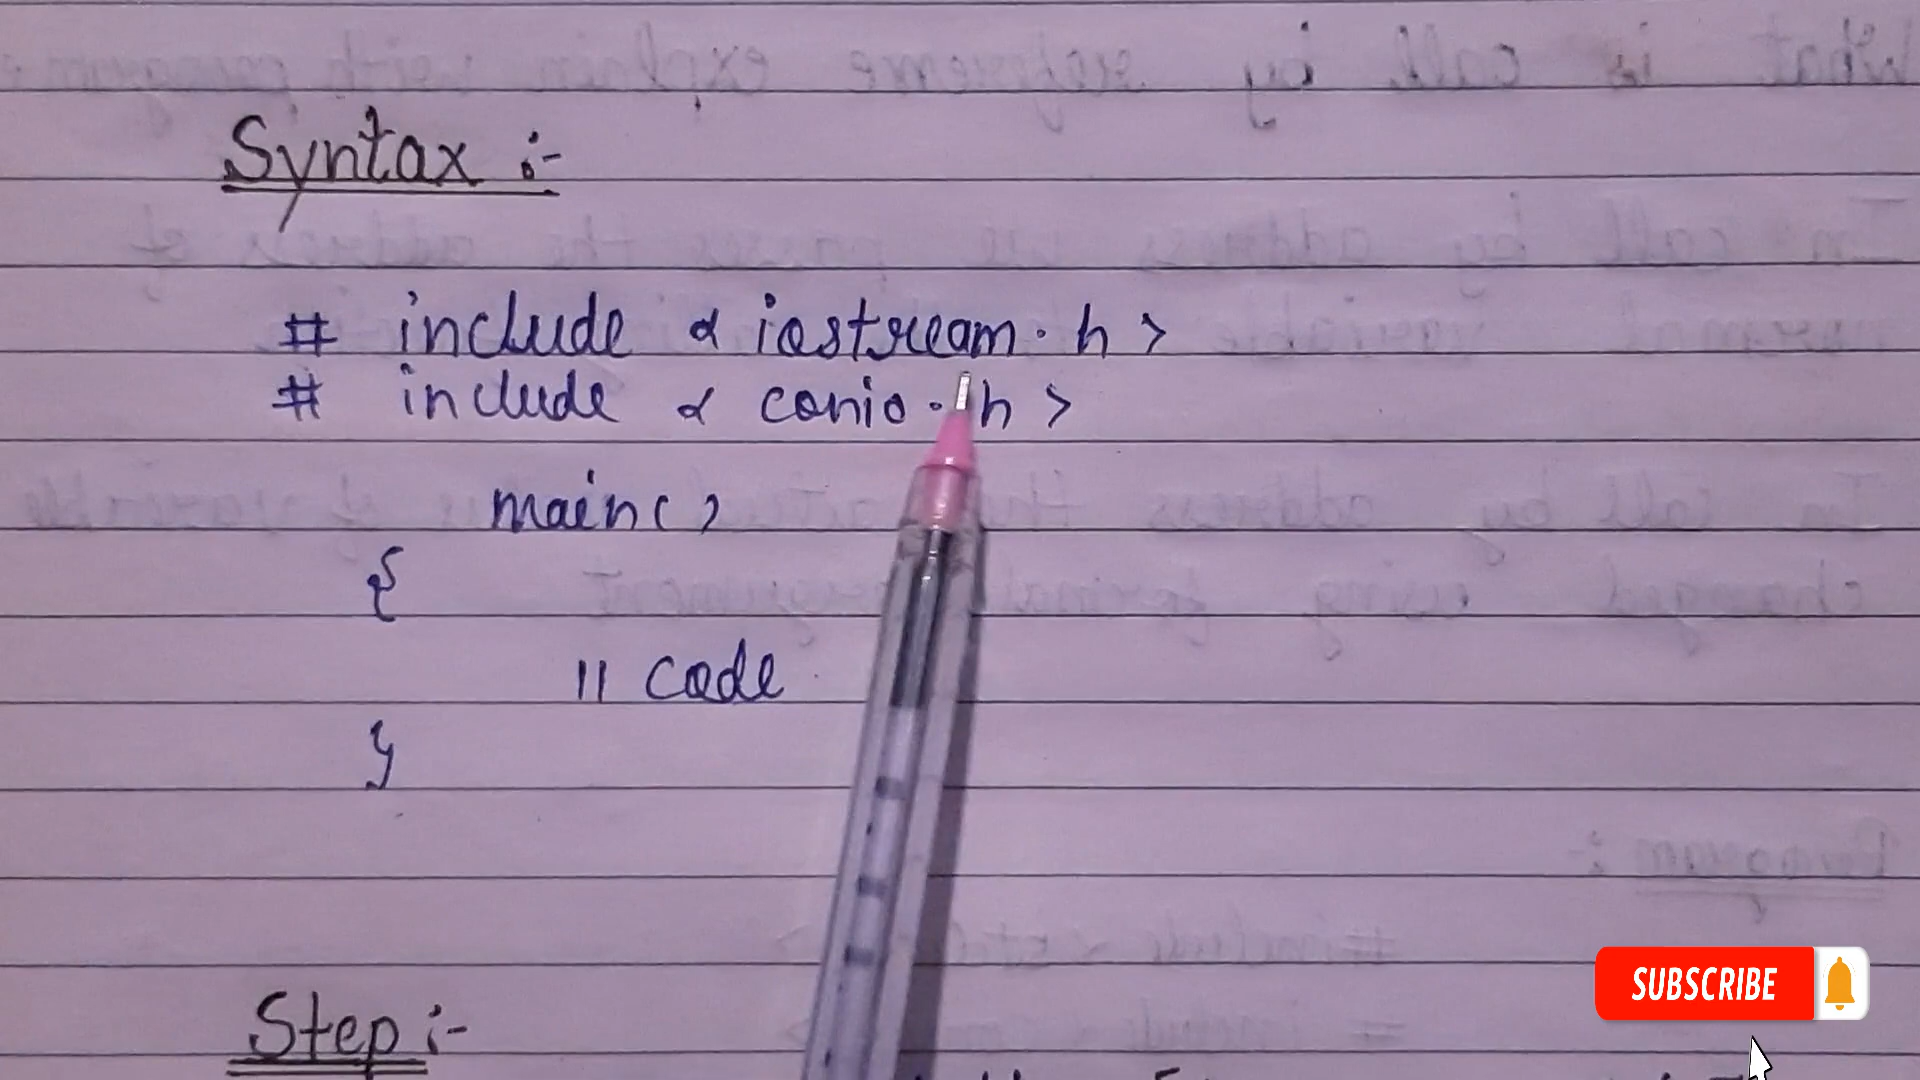 Syntax :-
# include < iostream.h >
# include < conio.h >
main( )
{
// code
}
Step :-
SUBSCRIBE